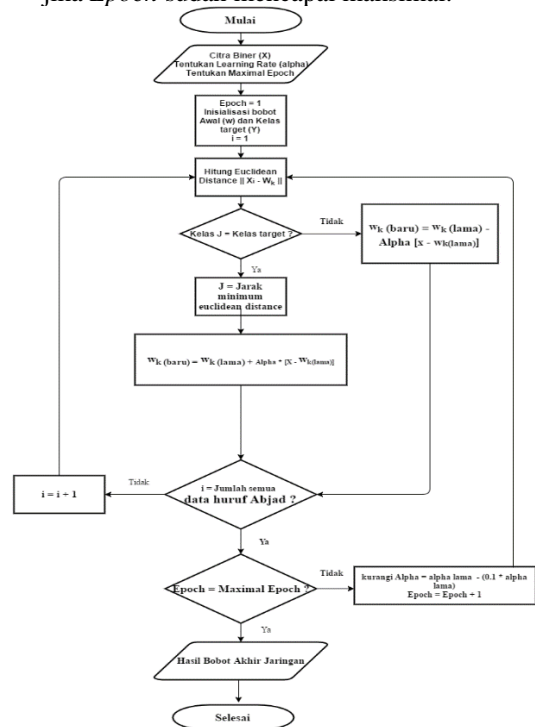 jika Epoch sudah mencapai maksimal.
Mulai
Citra Biner (X)
Tentukan Learning Rate (alpha)
Tentukan Maximal Epoch
Epoch = 1
Inisialisasi bobot
Awal (w) dan Kelas
target (Y)
i = 1
Hitung Euclidean
Distance || Xi - Wk ||
Kelas J = Kelas target ?
Tidak
wk (baru) = wk (lama) -
Alpha [x - wk(lama)]
Ya
J = Jarak
minimum
euclidean distance
wk (baru) = wk (lama) + Alpha * [X - wk(lama)]
i = Jumlah semua
data huruf Abjad ?
Tidak
i = i + 1
Ya
Epoch = Maximal Epoch ?
Tidak
kurangi Alpha = alpha lama - (0.1 * alpha
lama)
Epoch = Epoch + 1
Ya
Hasil Bobot Akhir Jaringan
Selesai